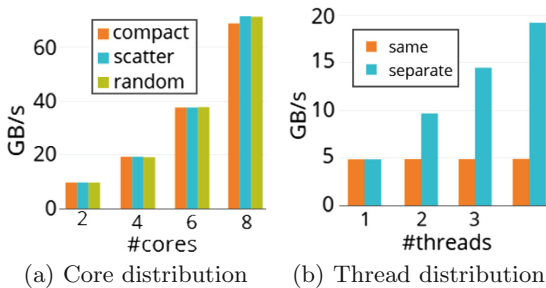 GB/s
60
40
20
0
compact
scatter
random
2 4 6 8
#cores
(a) Core distribution
GB/s
20
15
10
5
0
same
separate
1 2 3
#threads
(b) Thread distribution